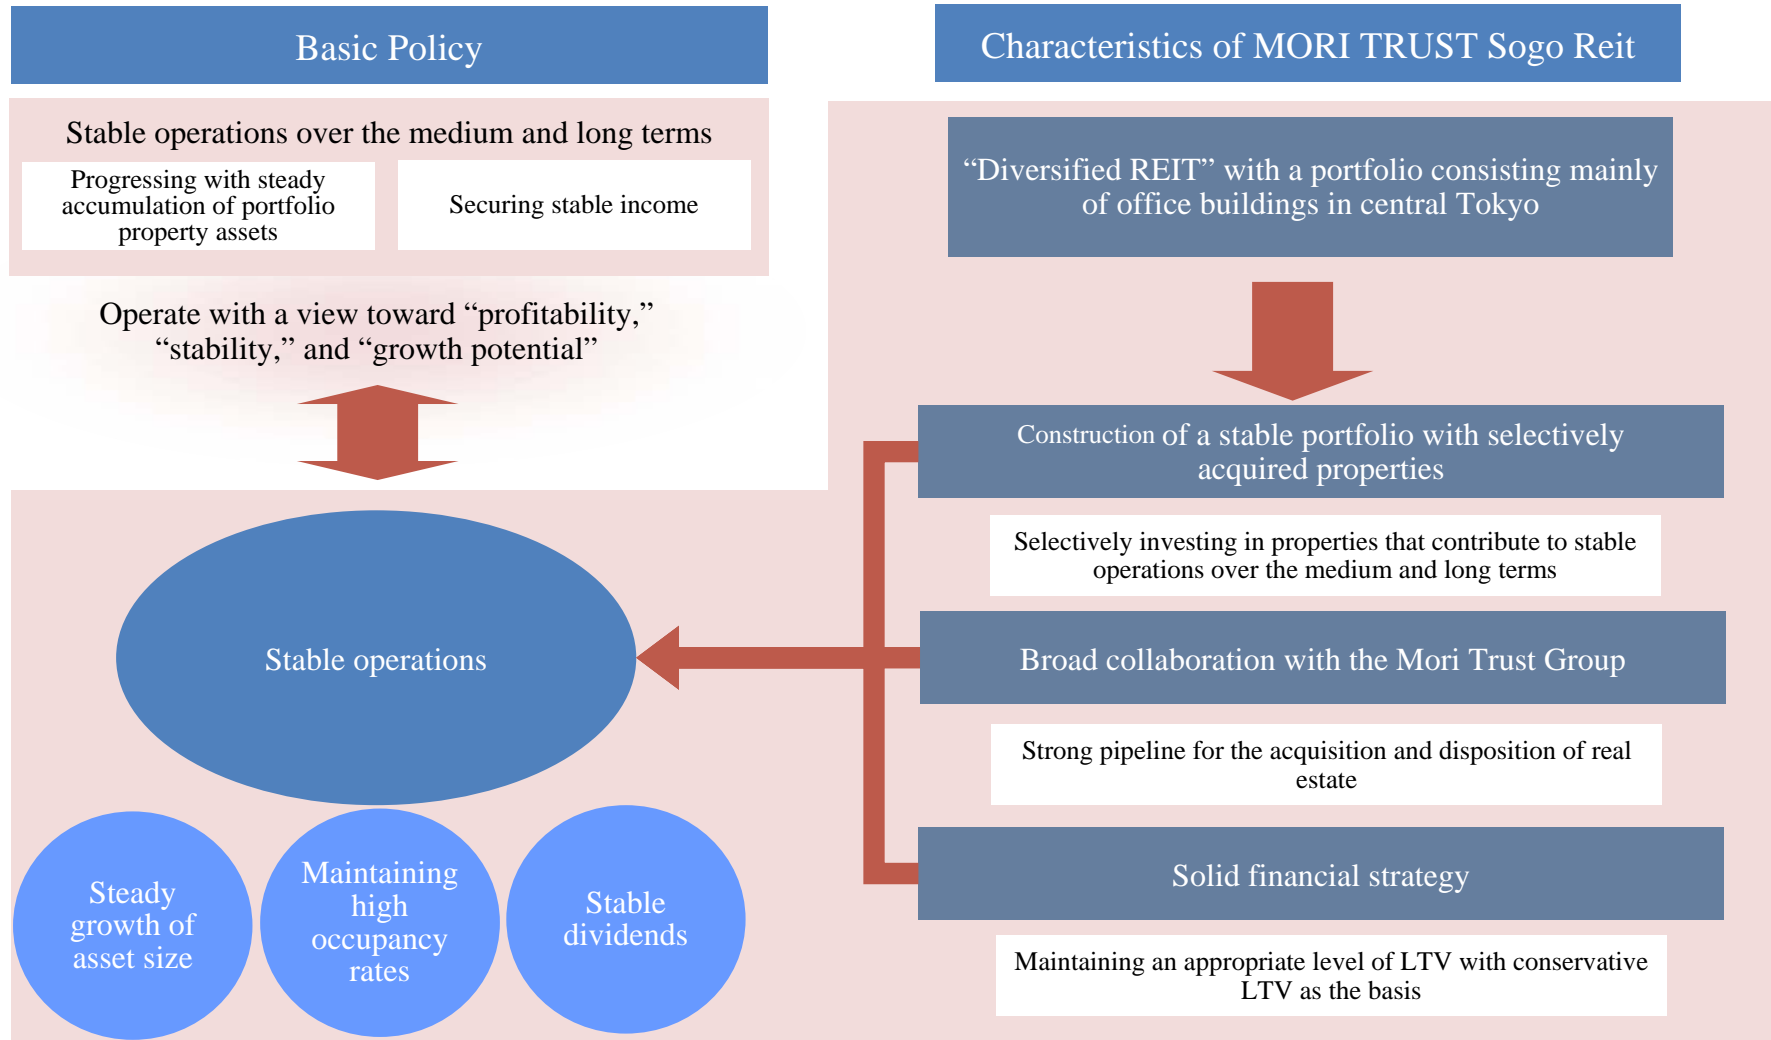 Basic Policy
Stable operations over the medium and long terms
Progressing with steady
accumulation of portfolio
property assets
Securing stable income
Operate with a view toward “profitability,”
“stability,” and “growth potential”
Stable operations
Steady
growth of
asset size
Maintaining
high
occupancy
rates
Stable
dividends
Characteristics of MORI TRUST Sogo Reit
“Diversified REIT” with a portfolio consisting mainly
of office buildings in central Tokyo
Construction of a stable portfolio with selectively
acquired properties
Selectively investing in properties that contribute to stable
operations over the medium and long terms
Broad collaboration with the Mori Trust Group
Strong pipeline for the acquisition and disposition of real
estate
Solid financial strategy
Maintaining an appropriate level of LTV with conservative
LTV as the basis